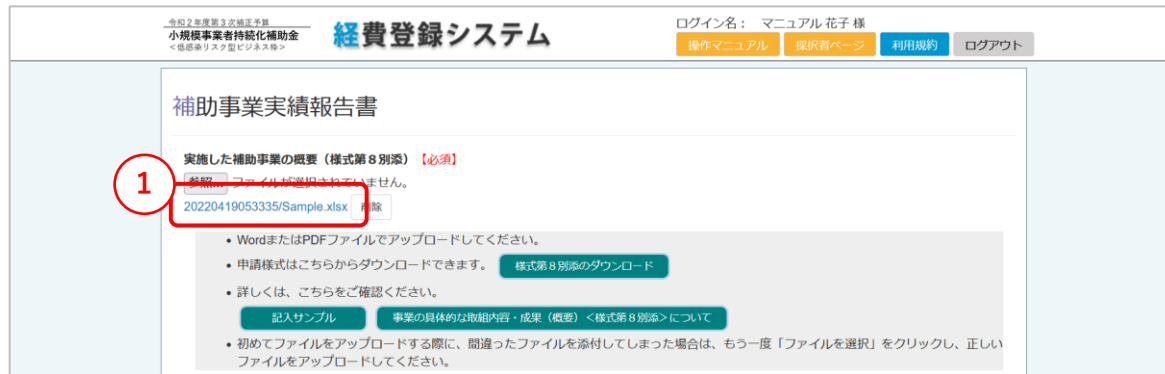 令和２年度第３次補正予算
小規模事業者持続化補助金
<低感染リスク型ビジネス枠>
経費登録システム
ログイン名： マニュアル 花子 様
操作マニュアル 採択者ページ 利用規約 ログアウト
補助事業実績報告書
実施した補助事業の概要（様式第８別添）【必須】
参照... ファイルが選択されていません。
1
20220419053335/Sample.xlsx 削除
• WordまたはPDFファイルでアップロードしてください。
• 申請様式はこちらからダウンロードできます。 様式第８別添のダウンロード
• 詳しくは、こちらをご確認ください。
記入サンプル 事業の具体的な取組内容・成果（概要）<様式第８別添>について
• 初めてファイルをアップロードする際に、間違ったファイルを添付してしまった場合は、もう一度「ファイルを選択」をクリックし、正しい
ファイルをアップロードしてください。